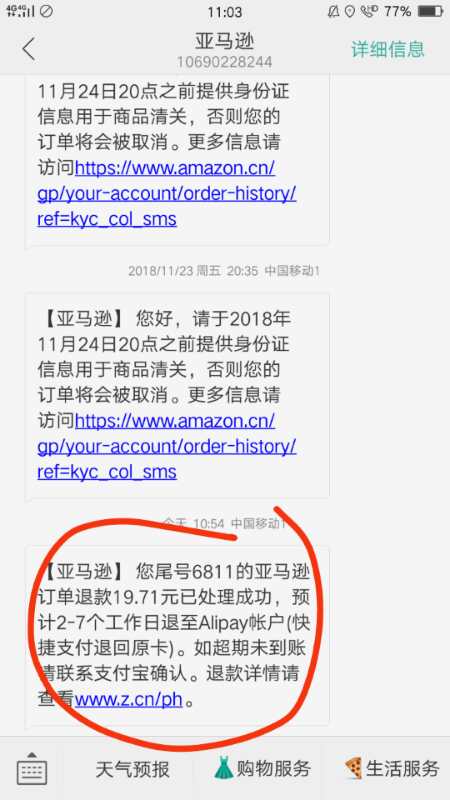 4G 4G 11:03 77%
亚马逊
10690228244
详细信息
11月24日20点之前提供身份证
信息用于商品清关，否则您的
订单将会被取消。更多信息请
访问https://www.amazon.cn/
gp/your-account/order-history/
ref=kyc_col_sms
2018/11/23 周五 20:35 中国移动1
【亚马逊】您好，请于2018年
11月24日20点之前提供身份证
信息用于商品清关，否则您的
订单将会被取消。更多信息请
访问https://www.amazon.cn/
gp/your-account/order-history/
ref=kyc_col_sms
今天 10:54 中国移动1
【亚马逊】您尾号6811的亚马逊
订单退款19.71元已处理成功，预
计2-7个工作日退至Alipay帐户(快
捷支付退回原卡)。如超期未到账
请联系支付宝确认。退款详情请
查看www.z.cn/ph。
天气预报 购物服务 生活服务